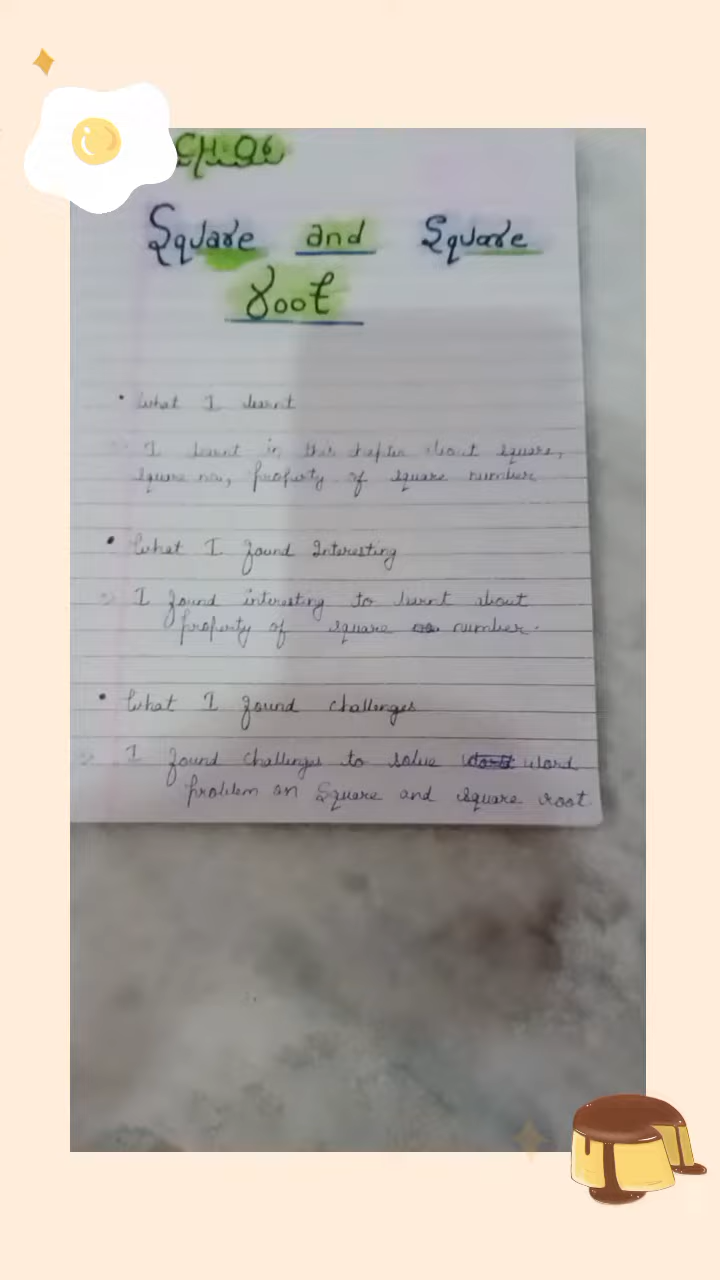 CH-06
Square and Square
root
• What I learnt
I learnt in this chapter about square,
square no, property of square number
• What I found Interesting
I found interesting to learnt about
property of square number.
• What I found challenges
I found challenges to solve word
problem on Square and square root